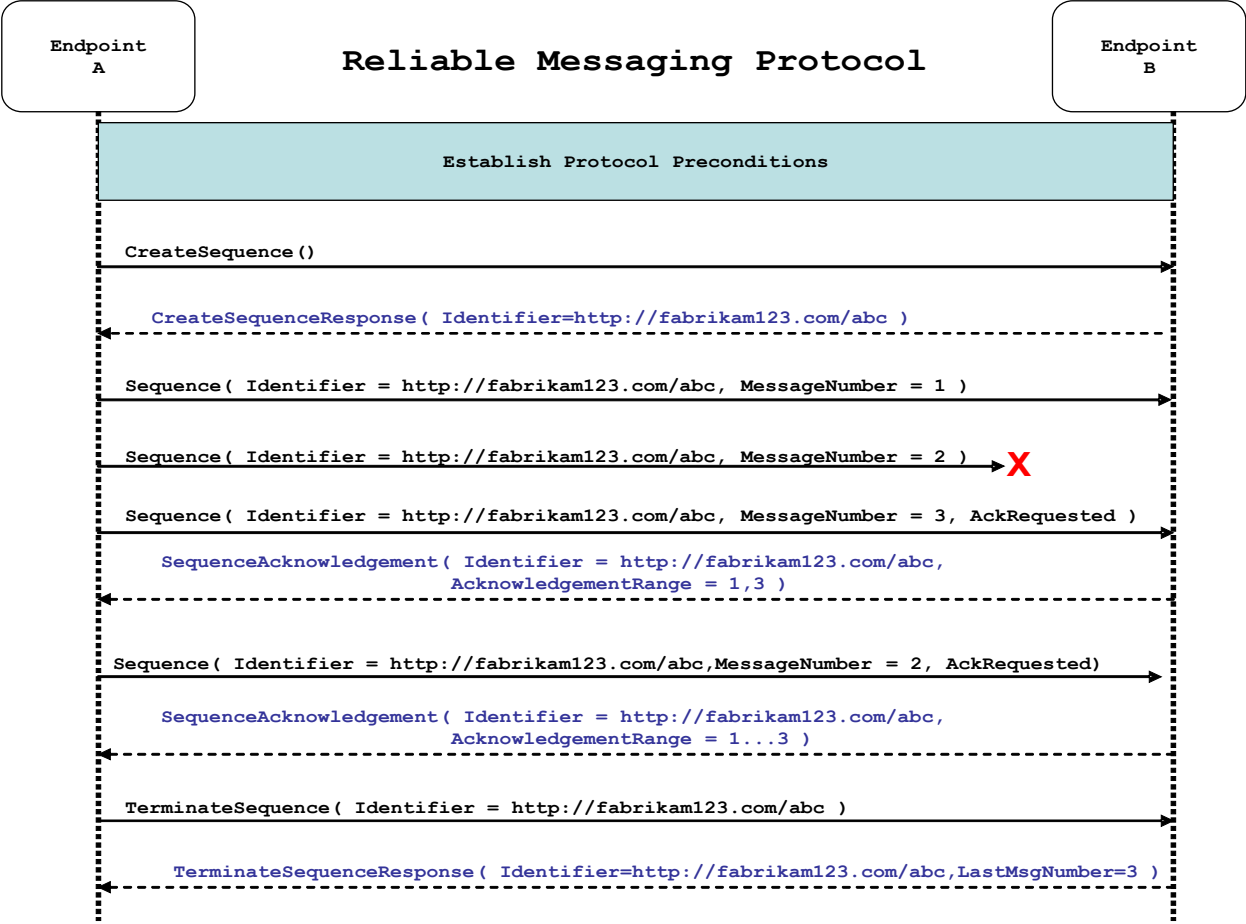 Endpoint
A
Reliable Messaging Protocol
Endpoint
B
Establish Protocol Preconditions
CreateSequence()
CreateSequenceResponse( Identifier=http://fabrikam123.com/abc )
Sequence( Identifier = http://fabrikam123.com/abc, MessageNumber = 1 )
Sequence( Identifier = http://fabrikam123.com/abc, MessageNumber = 2 )
X
Sequence( Identifier = http://fabrikam123.com/abc, MessageNumber = 3, AckRequested )
SequenceAcknowledgement( Identifier = http://fabrikam123.com/abc,
AcknowledgementRange = 1,3 )
Sequence( Identifier = http://fabrikam123.com/abc,MessageNumber = 2, AckRequested)
SequenceAcknowledgement( Identifier = http://fabrikam123.com/abc,
AcknowledgementRange = 1...3 )
TerminateSequence( Identifier = http://fabrikam123.com/abc )
TerminateSequenceResponse( Identifier=http://fabrikam123.com/abc,LastMsgNumber=3 )